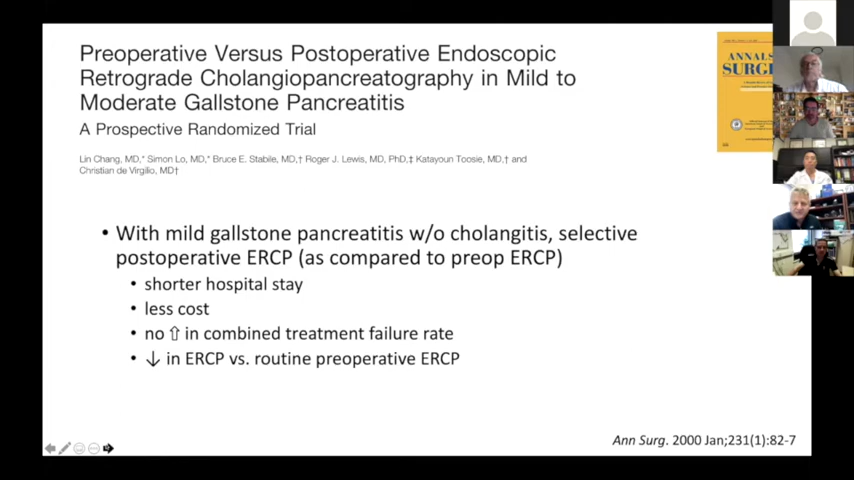 Preoperative Versus Postoperative Endoscopic
Retrograde Cholangiopancreatography in Mild to
Moderate Gallstone Pancreatitis
A Prospective Randomized Trial
Lin Chang, MD,* Simon Lo, MD,* Bruce E. Stabile, MD,† Roger J. Lewis, MD, PhD,‡ Katayoun Toosie, MD,† and
Christian de Virgilio, MD†
ANNALS
SURGE
• With mild gallstone pancreatitis w/o cholangitis, selective
postoperative ERCP (as compared to preop ERCP)
• shorter hospital stay
• less cost
• no ⇧ in combined treatment failure rate
• ↓ in ERCP vs. routine preoperative ERCP
Ann Surg. 2000 Jan;231(1):82-7